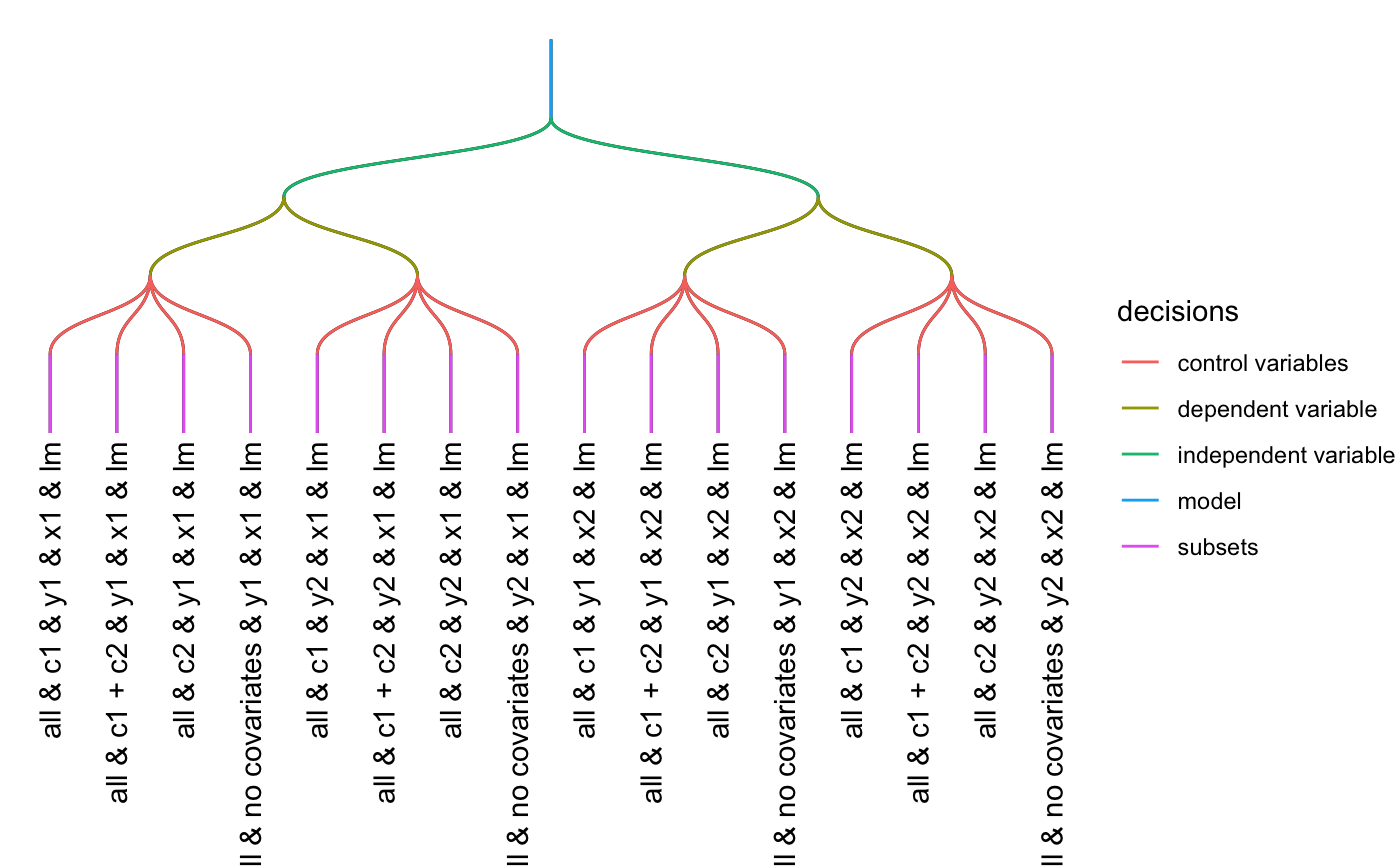 all & c1 & y1 & x1 & lm
all & c1 + c2 & y1 & x1 & lm
all & c2 & y1 & x1 & lm
ll & no covariates & y1 & x1 & lm
all & c1 & y2 & x1 & lm
all & c1 + c2 & y2 & x1 & lm
all & c2 & y2 & x1 & lm
ll & no covariates & y2 & x1 & lm
all & c1 & y1 & x2 & lm
all & c1 + c2 & y1 & x2 & lm
all & c2 & y1 & x2 & lm
ll & no covariates & y1 & x2 & lm
all & c1 & y2 & x2 & lm
all & c1 + c2 & y2 & x2 & lm
all & c2 & y2 & x2 & lm
ll & no covariates & y2 & x2 & lm
decisions
control variables
dependent variable
independent variable
model
subsets